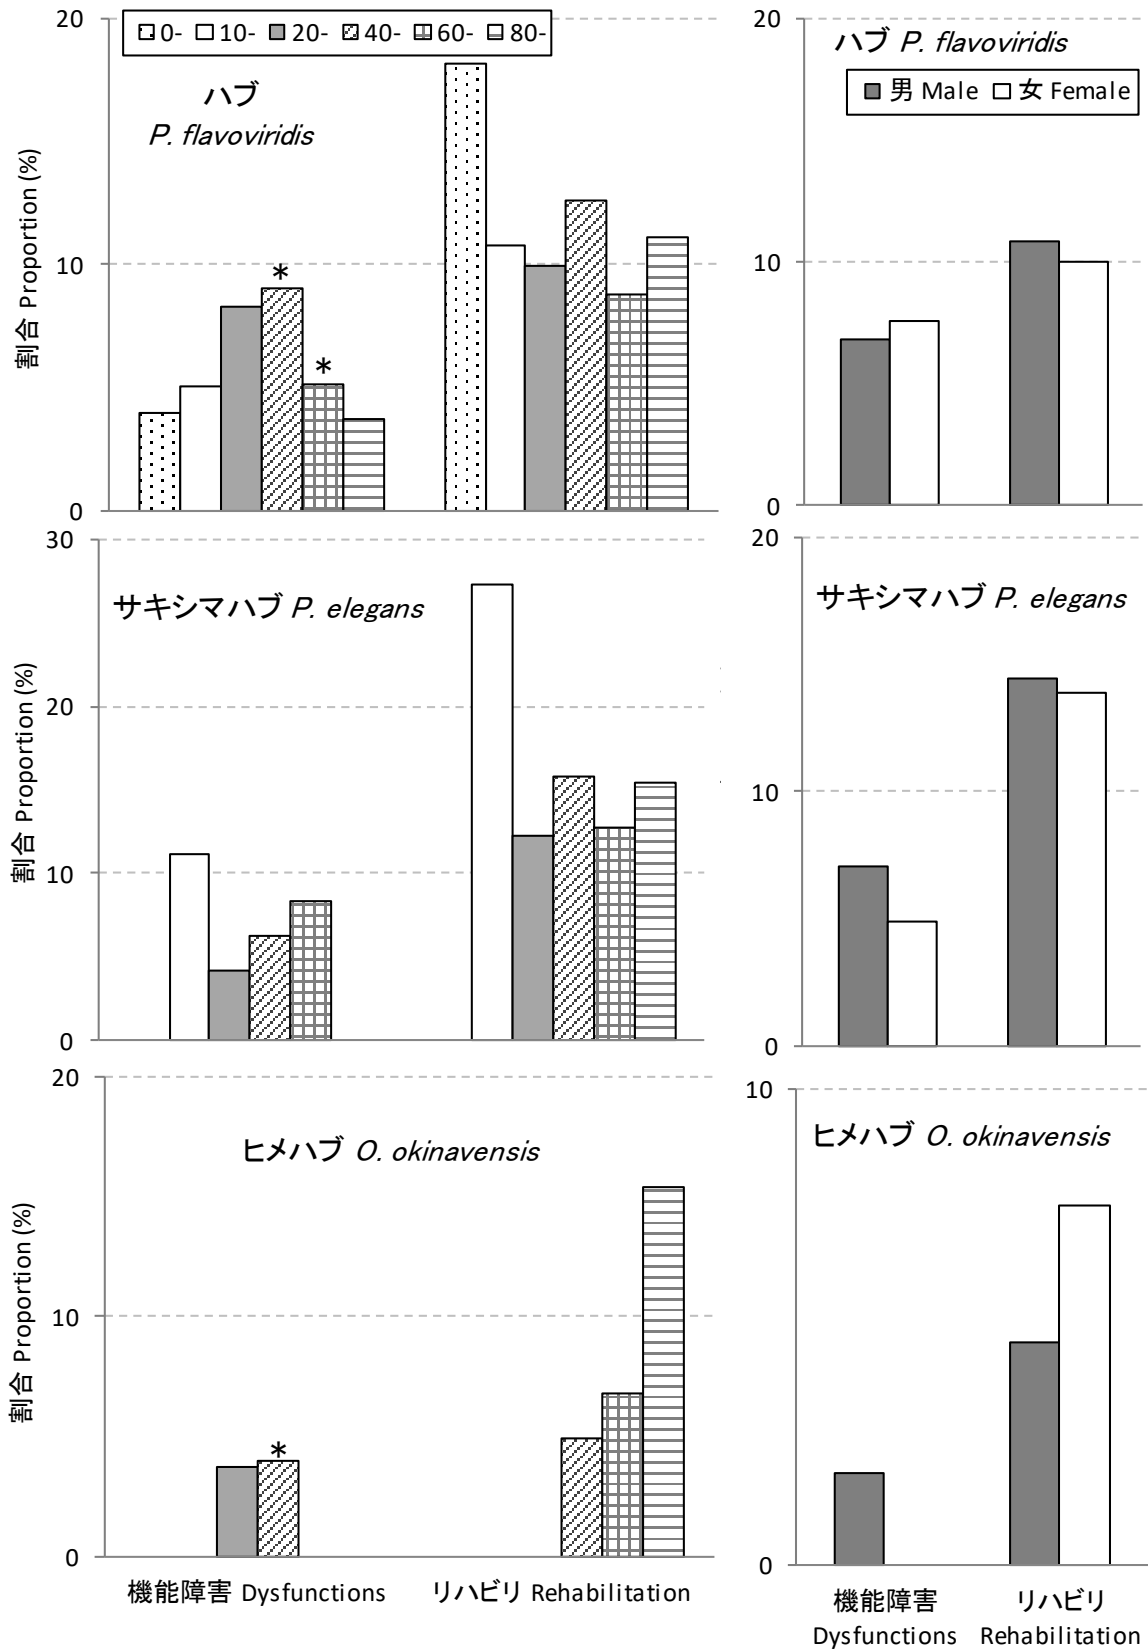 20
0- 10- 20- 40- 60- 80-
ハブ
P. flavoviridis
割合 Proportion (%)
10
*
*
0
20
ハブ P. flavoviridis
男 Male 女 Female
10
0
30
サキシマハブ P. elegans
割合 Proportion (%)
20
10
0
20
サキシマハブ P. elegans
10
0
20
ヒメハブ O. okinavensis
割合 Proportion (%)
10
*
0
機能障害 Dysfunctions リハビリ Rehabilitation
10
ヒメハブ O. okinavensis
0
機能障害 リハビリ
Dysfunctions Rehabilitation